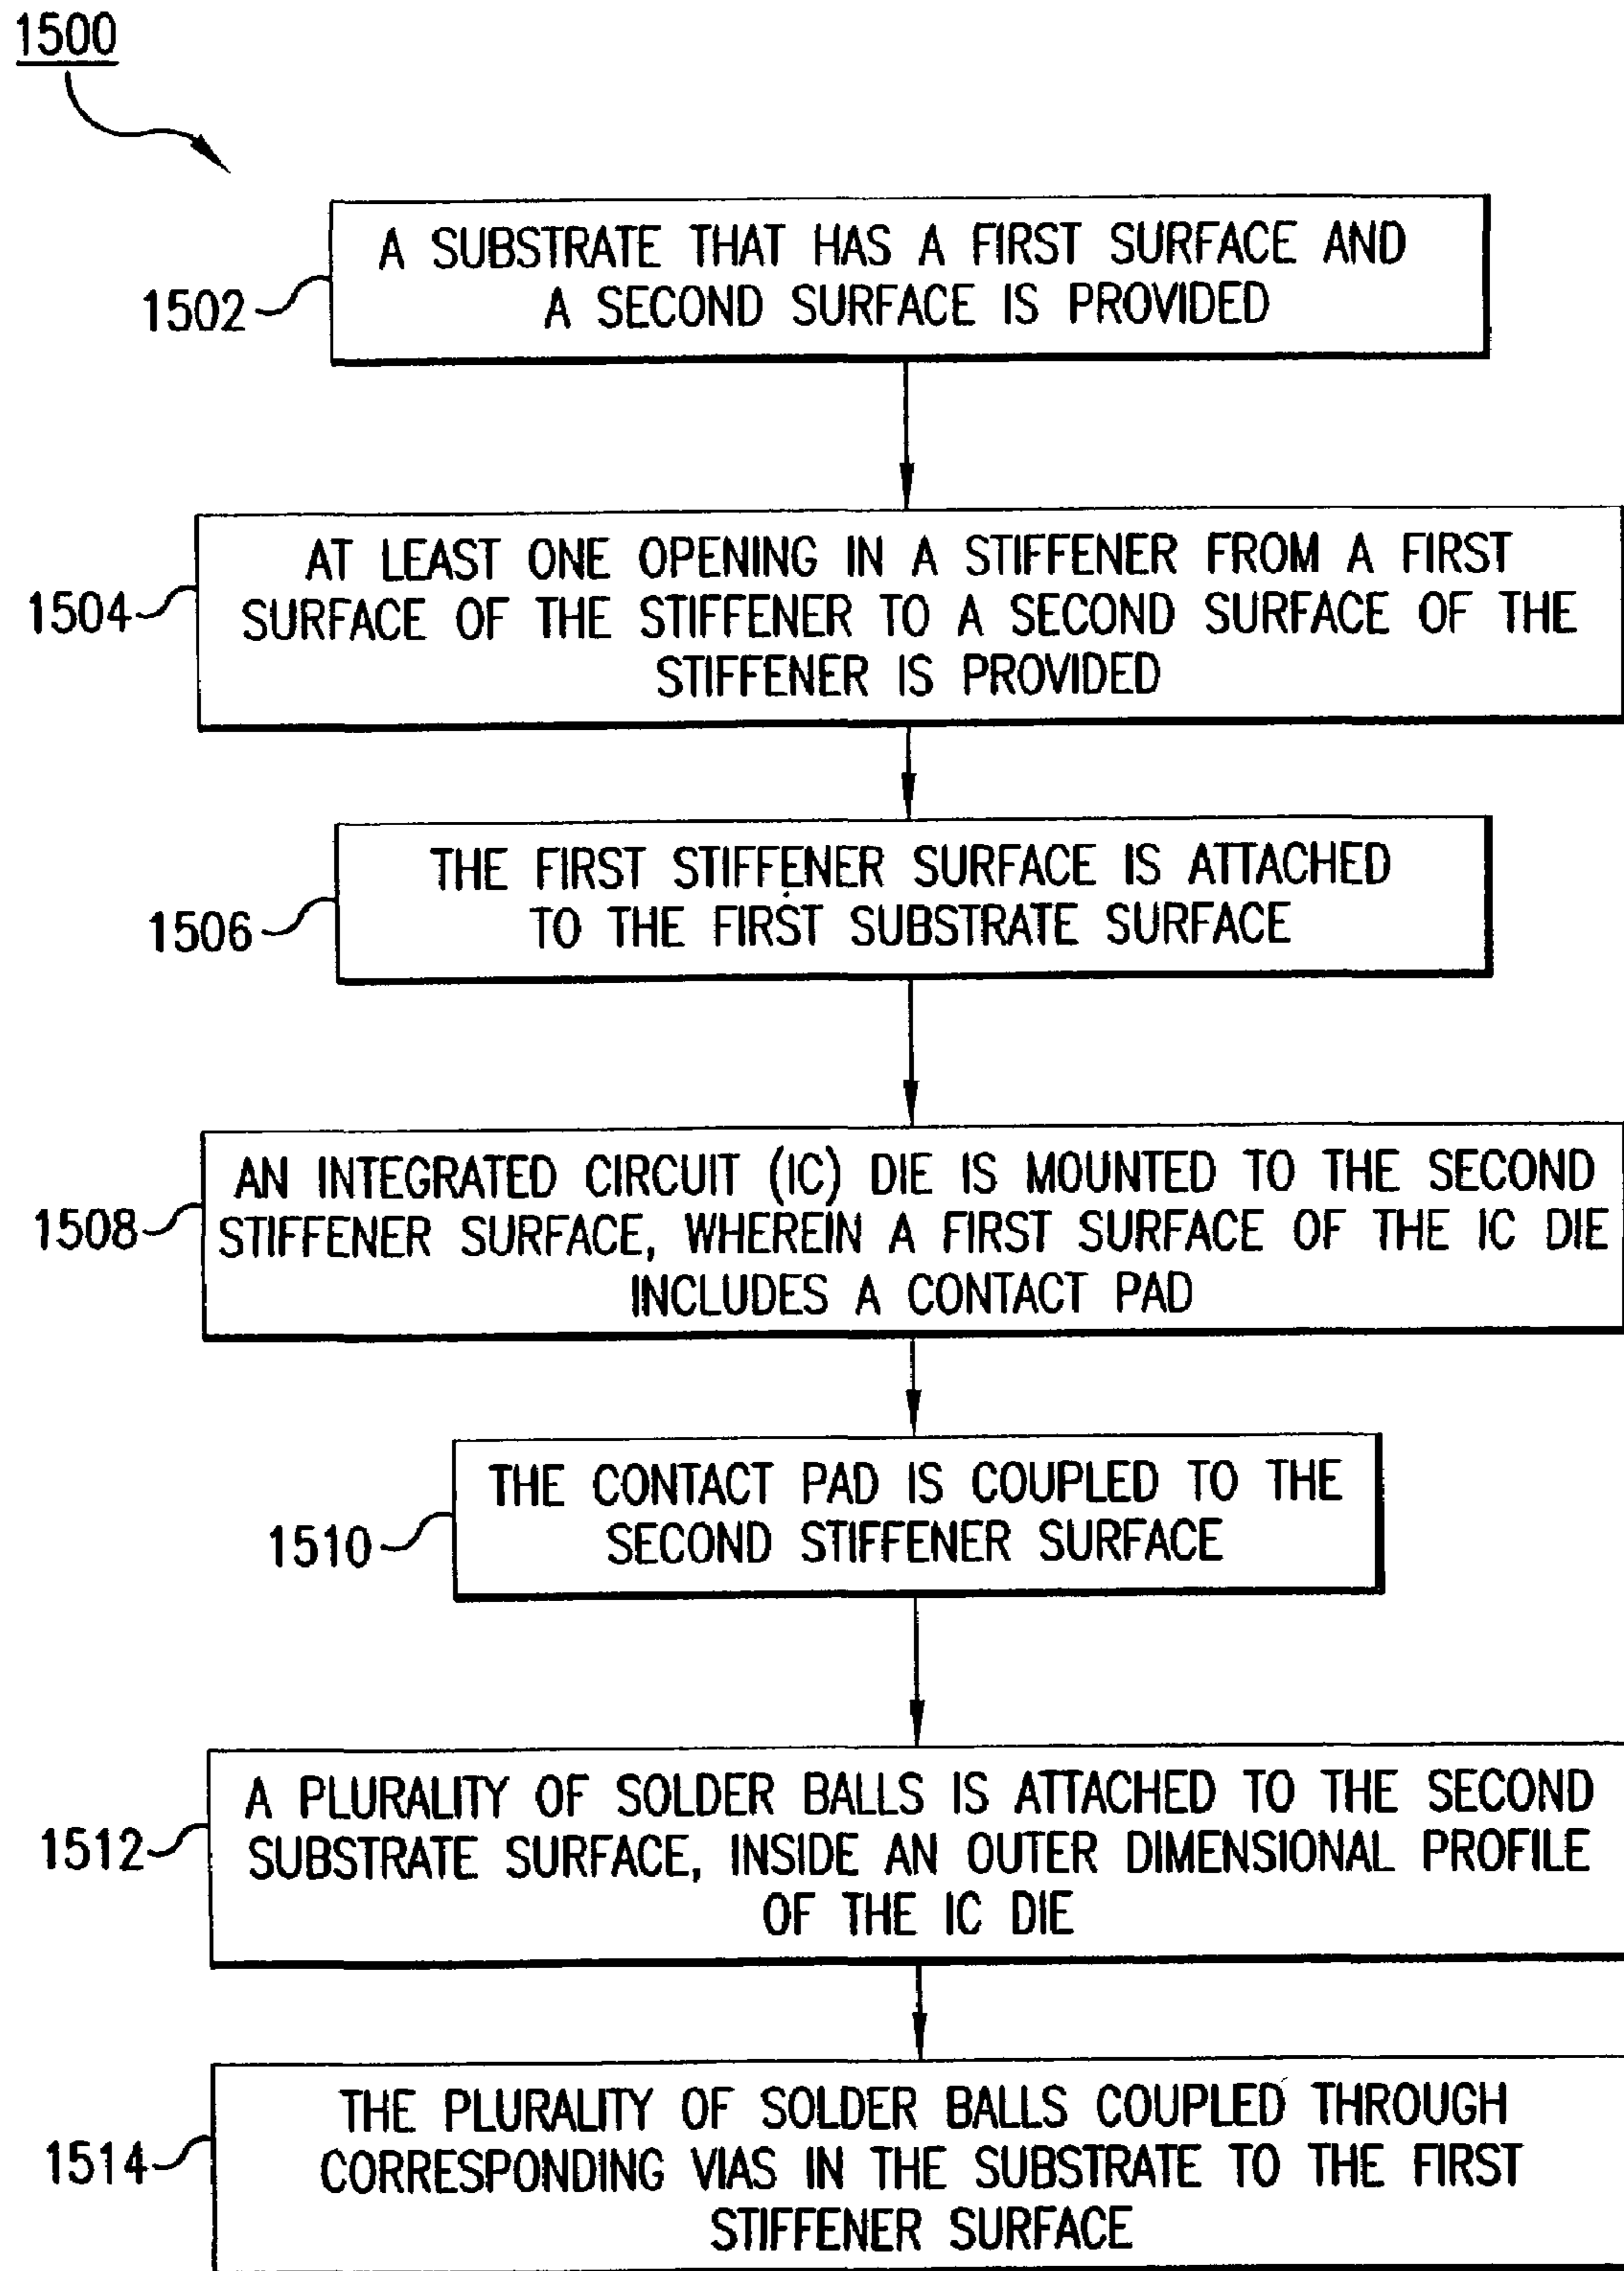 1500
A SUBSTRATE THAT HAS A FIRST SURFACE AND
A SECOND SURFACE IS PROVIDED
1502
AT LEAST ONE OPENING IN A STIFFENER FROM A FIRST
SURFACE OF THE STIFFENER TO A SECOND SURFACE OF THE
STIFFENER IS PROVIDED
1504
THE FIRST STIFFENER SURFACE IS ATTACHED
TO THE FIRST SUBSTRATE SURFACE
1506
AN INTEGRATED CIRCUIT (IC) DIE IS MOUNTED TO THE SECOND
STIFFENER SURFACE, WHEREIN A FIRST SURFACE OF THE IC DIE
INCLUDES A CONTACT PAD
1508
THE CONTACT PAD IS COUPLED TO THE
SECOND STIFFENER SURFACE
1510
A PLURALITY OF SOLDER BALLS IS ATTACHED TO THE SECOND
SUBSTRATE SURFACE, INSIDE AN OUTER DIMENSIONAL PROFILE
OF THE IC DIE
1512
THE PLURALITY OF SOLDER BALLS COUPLED THROUGH
CORRESPONDING VIAS IN THE SUBSTRATE TO THE FIRST
STIFFENER SURFACE
1514